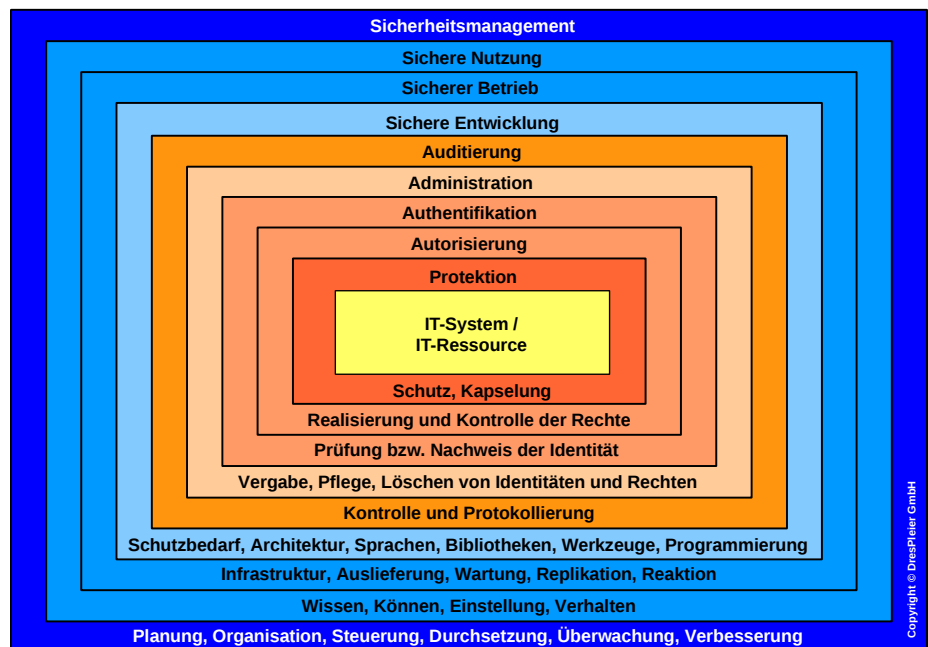 Sicherheitsmanagement
Sichere Nutzung
Sicherer Betrieb
Sichere Entwicklung
Auditierung
Administration
Authentifikation
Autorisierung
Protektion
IT-System /
IT-Ressource
Schutz, Kapselung
Realisierung und Kontrolle der Rechte
Prüfung bzw. Nachweis der Identität
Vergabe, Pflege, Löschen von Identitäten und Rechten
Kontrolle und Protokollierung
Schutzbedarf, Architektur, Sprachen, Bibliotheken, Werkzeuge, Programmierung
Infrastruktur, Auslieferung, Wartung, Replikation, Reaktion
Wissen, Können, Einstellung, Verhalten
Planung, Organisation, Steuerung, Durchsetzung, Überwachung, Verbesserung
Copyright © DresPleier GmbH